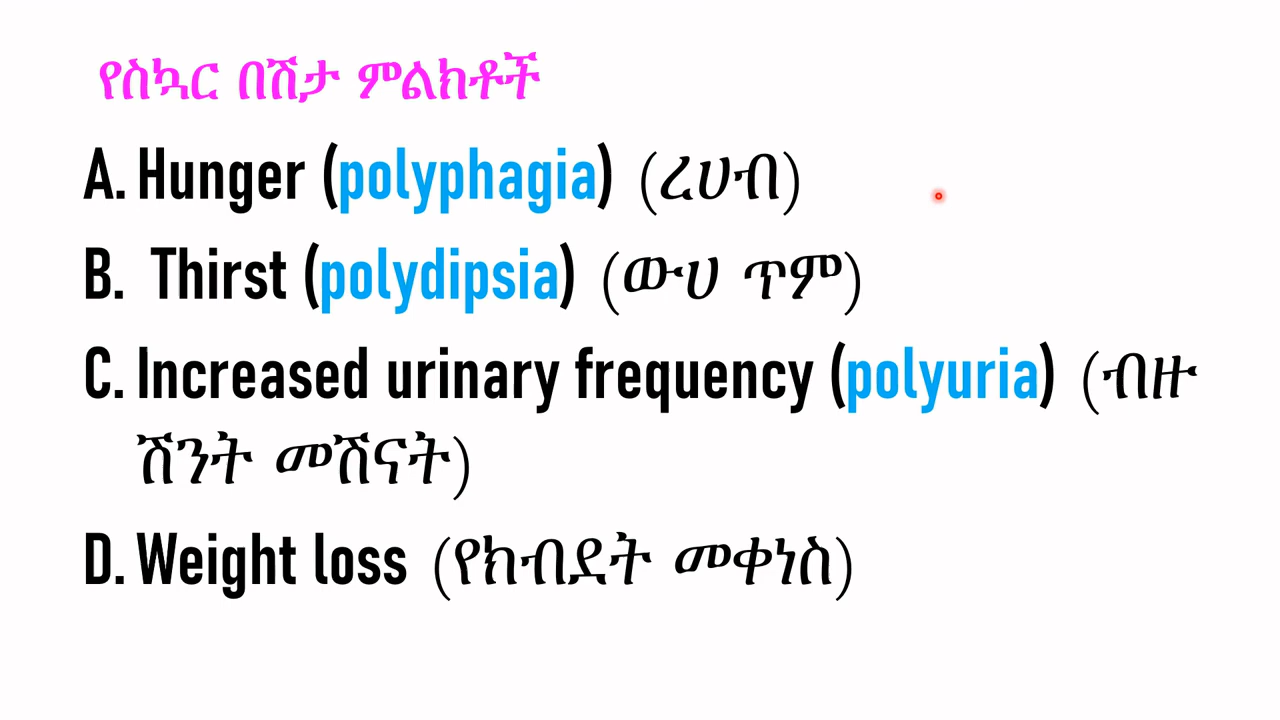 የስኳር በሽታ ምልክቶች
A. Hunger (polyphagia) (ረሀብ)
B. Thirst (polydipsia) (ውሀ ጥም)
C. Increased urinary frequency (polyuria) (ብዙ
ሽንት መሽናት)
D. Weight loss (የክብደት መቀነስ)